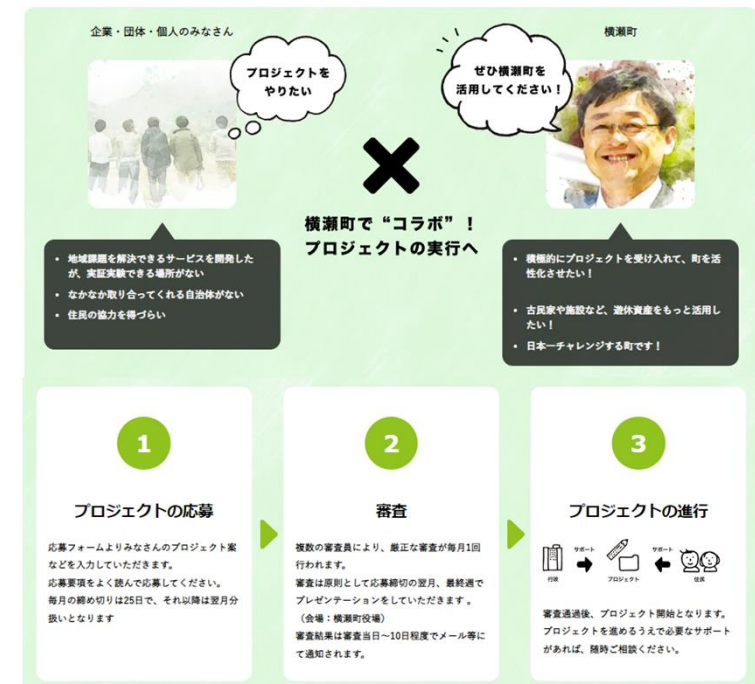 企業・団体・個人のみなさん
横瀬町
プロジェクトを
やりたい
ぜひ横瀬町を
活用してください！
横瀬町で“コラボ”！
プロジェクトの実行へ
• 地域課題を解決できるサービスを開発した
が、実証実験できる場所がない
• なかなか取り合ってくれる自治体がない
• 住民の協力を得づらい
• 積極的にプロジェクトを受け入れて、町を活
性化させたい！
• 古民家や施設など、遊休資産をもっと活用し
たい！
• 日本一チャレンジする町です！
1
プロジェクトの応募
応募フォームよりみなさんのプロジェクト案
などを入力していただきます。
応募要項をよく読んで応募してください。
毎月の締め切りは25日で、それ以降は翌月分
扱いとなります
2
審査
複数の審査員により、厳正な審査が毎月1回
行われます。
審査は原則として応募締切の翌月、最終週で
プレゼンテーションをしていただきます 。
（会場：横瀬町役場）
審査結果は審査当日～10日程度でメール等に
て通知されます。
3
プロジェクトの進行
サポート
サポート
行政
プロジェクト
住民
審査通過後、プロジェクト開始となります。
プロジェクトを進めるうえで必要なサポート
があれば、随時ご相談ください。